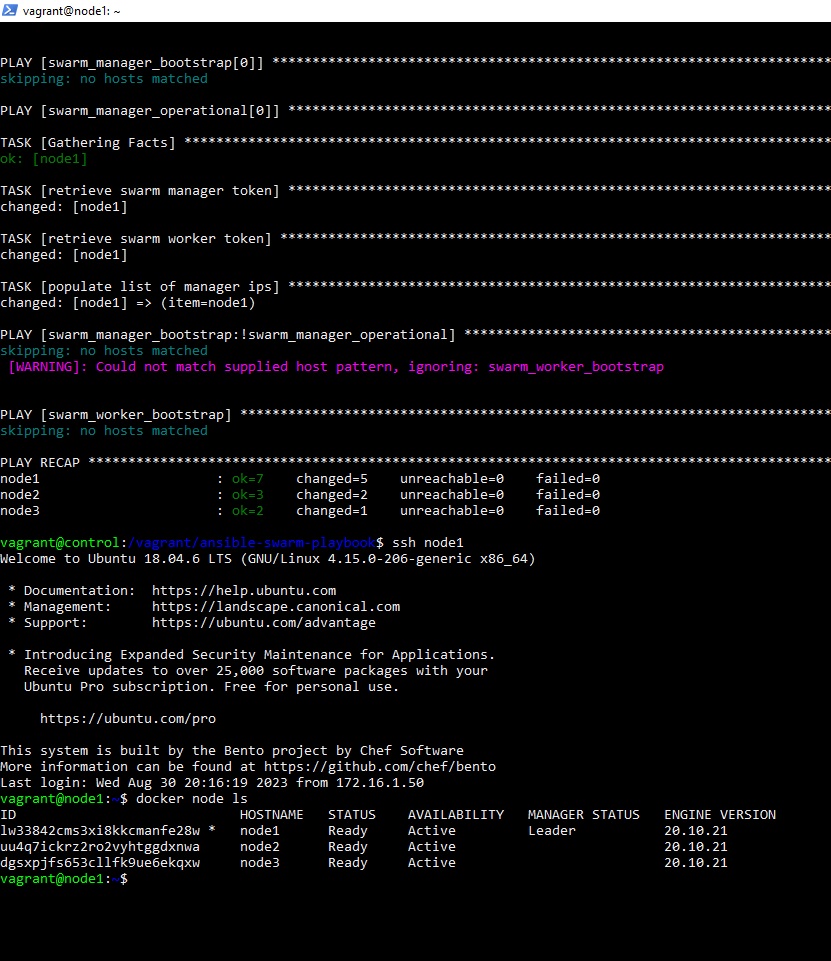 vagrant@node1: ~
PLAY [swarm_manager_bootstrap[0]] **********************************************************************
skipping: no hosts matched
PLAY [swarm_manager_operational[0]] ********************************************************************
TASK [Gathering Facts] *********************************************************************************
ok: [node1]
TASK [retrieve swarm manager token] ********************************************************************
changed: [node1]
TASK [retrieve swarm worker token] *********************************************************************
changed: [node1]
TASK [populate list of manager ips] ********************************************************************
changed: [node1] => (item=node1)
PLAY [swarm_manager_bootstrap:!swarm_manager_operational] **********************************************
skipping: no hosts matched
[WARNING]: Could not match supplied host pattern, ignoring: swarm_worker_bootstrap
PLAY [swarm_worker_bootstrap] **************************************************************************
skipping: no hosts matched
PLAY RECAP *********************************************************************************************
node1 : ok=7 changed=5 unreachable=0 failed=0
node2 : ok=3 changed=2 unreachable=0 failed=0
node3 : ok=2 changed=1 unreachable=0 failed=0
vagrant@control:/vagrant/ansible-swarm-playbook$ ssh node1
Welcome to Ubuntu 18.04.6 LTS (GNU/Linux 4.15.0-206-generic x86_64)
* Documentation: https://help.ubuntu.com
* Management: https://landscape.canonical.com
* Support: https://ubuntu.com/advantage
* Introducing Expanded Security Maintenance for Applications.
Receive updates to over 25,000 software packages with your
Ubuntu Pro subscription. Free for personal use.
https://ubuntu.com/pro
This system is built by the Bento project by Chef Software
More information can be found at https://github.com/chef/bento
Last login: Wed Aug 30 20:16:19 2023 from 172.16.1.50
vagrant@node1:~$ docker node ls
ID HOSTNAME STATUS AVAILABILITY MANAGER STATUS ENGINE VERSION
lw33842cms3xi8kkcmanfe28w * node1 Ready Active Leader 20.10.21
uu4q7ickrz2ro2vyhtggdxnwa node2 Ready Active 20.10.21
dgsxpjfs653cllfk9ue6ekqxw node3 Ready Active 20.10.21
vagrant@node1:~$